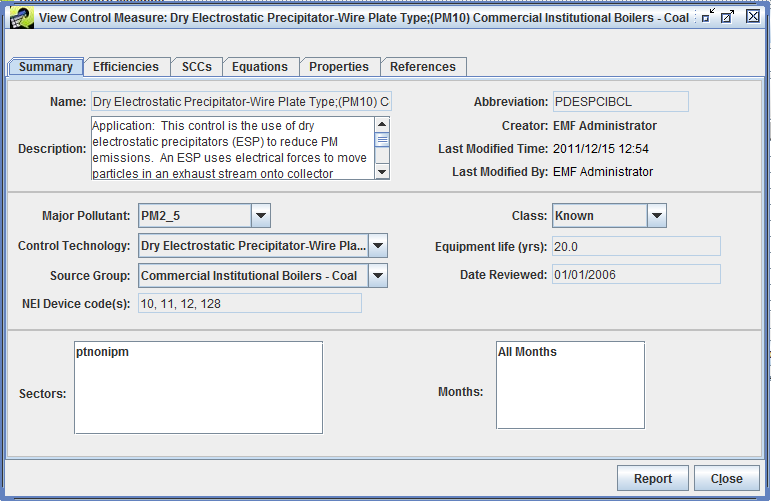 View Control Measure: Dry Electrostatic Precipitator-Wire Plate Type;(PM10) Commercial Institutional Boilers - Coal
Summary Efficiencies SCCs Equations Properties References
Name: Dry Electrostatic Precipitator-Wire Plate Type;(PM10) C
Abbreviation: PDESPCIBCL
Description: Application: This control is the use of dry
electrostatic precipitators (ESP) to reduce PM
emissions. An ESP uses electrical forces to move
particles in an exhaust stream onto collector
Creator: EMF Administrator
Last Modified Time: 2011/12/15 12:54
Last Modified By: EMF Administrator
Major Pollutant: PM2_5
Class: Known
Control Technology: Dry Electrostatic Precipitator-Wire Pla...
Equipment life (yrs): 20.0
Source Group: Commercial Institutional Boilers - Coal
Date Reviewed: 01/01/2006
NEI Device code(s): 10, 11, 12, 128
Sectors: ptnonipm
Months: All Months
Report Close